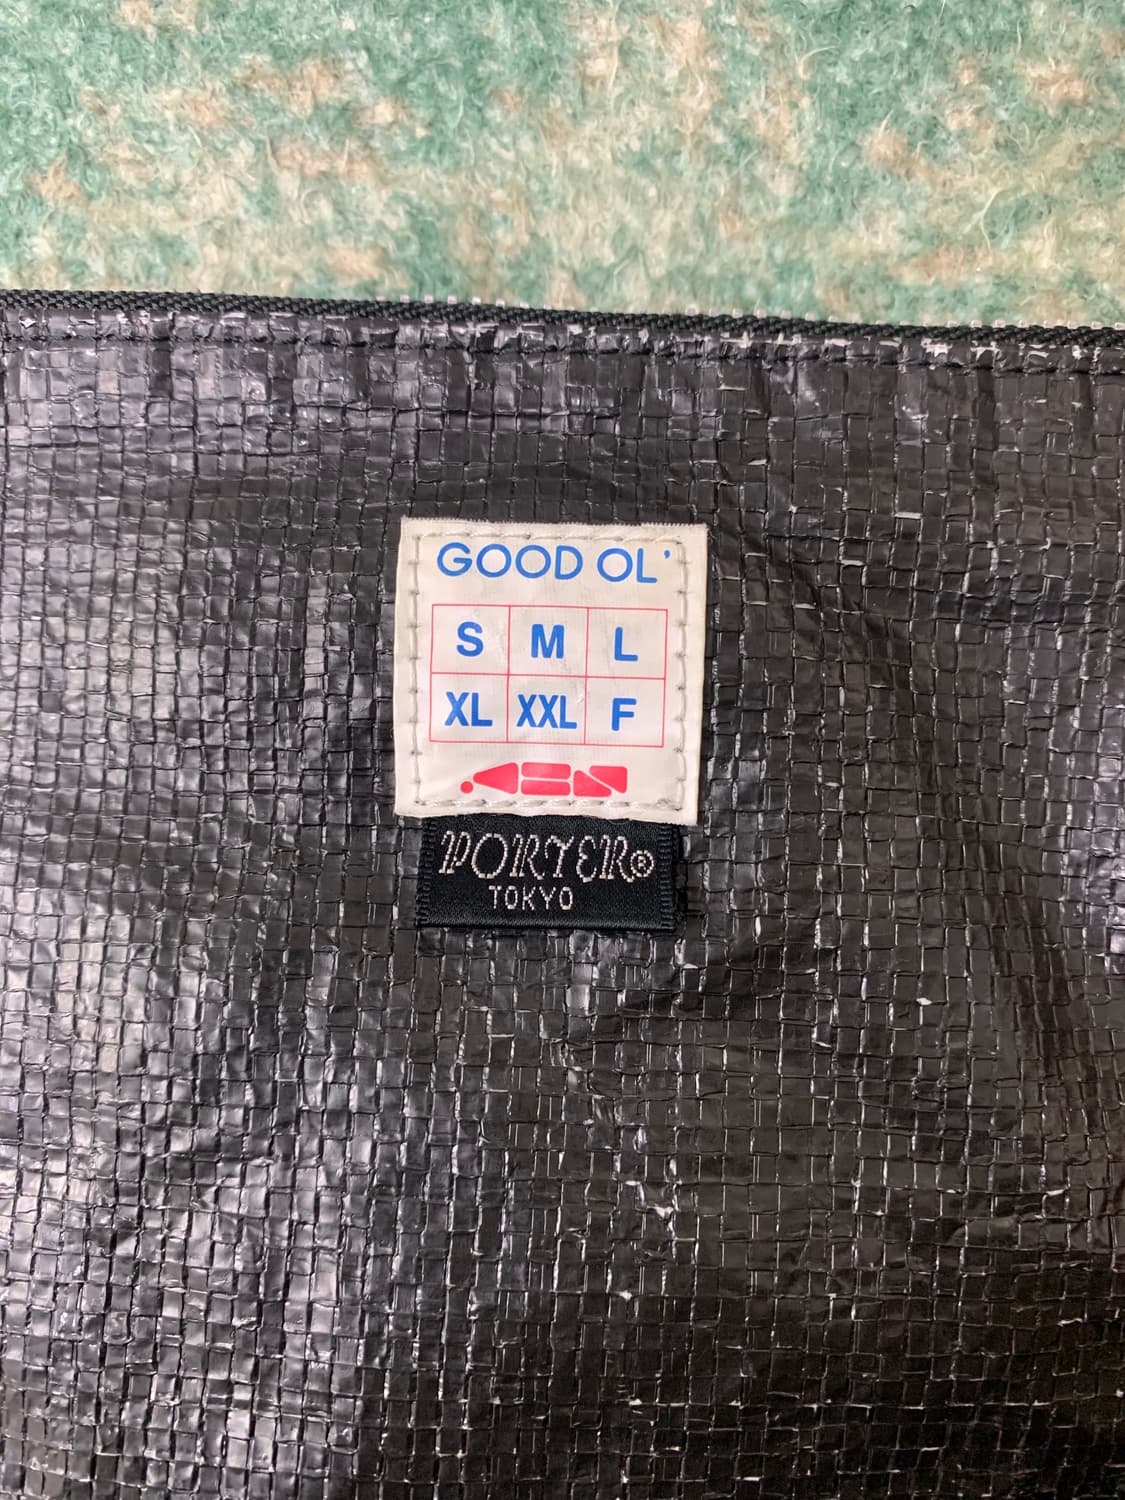 GOOD OL'
S M L
XL XXL F
PORTER®
TOKYO